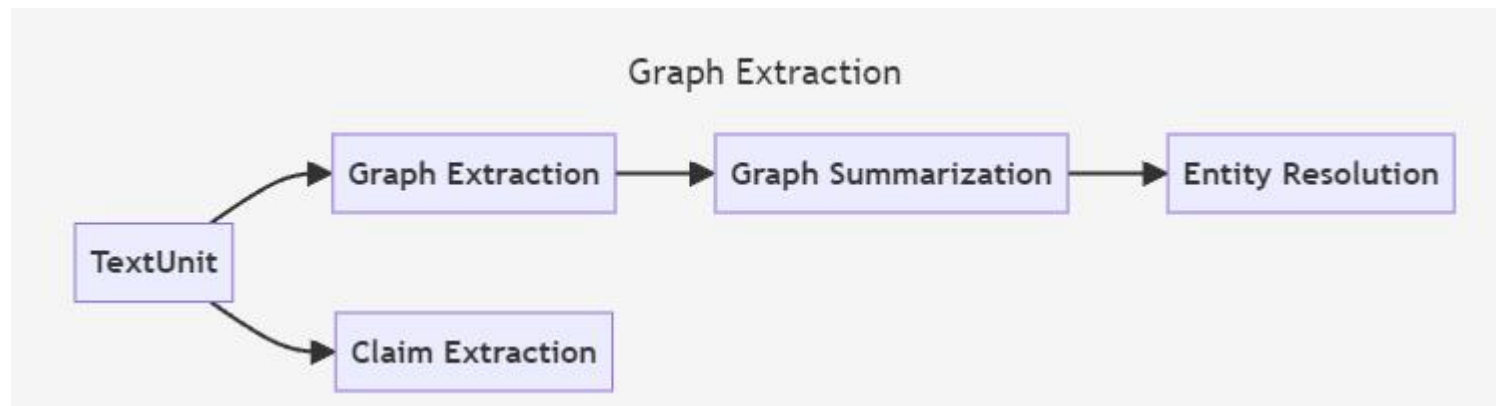 Graph Extraction
Graph Extraction
Graph Summarization
Entity Resolution
TextUnit
Claim Extraction